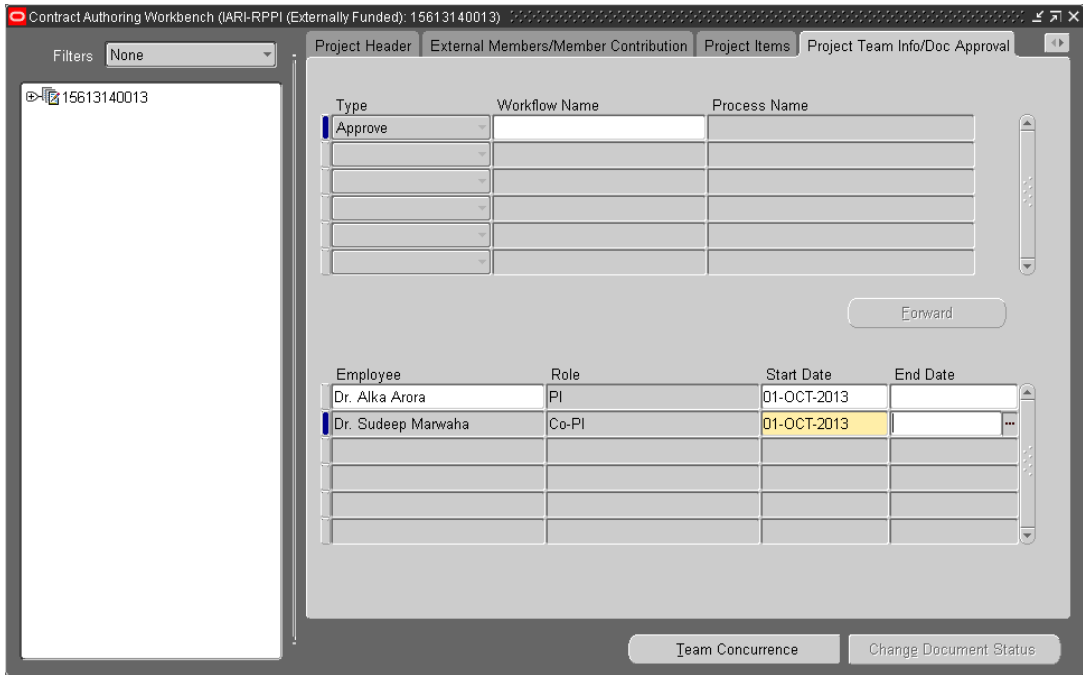 Contract Authoring Workbench (IARI-RPPI (Externally Funded): 15613140013)
Filters None
15613140013
Project Header External Members/Member Contribution Project Items Project Team Info/Doc Approval
Type Workflow Name Process Name
Approve
Forward
Employee Role Start Date End Date
Dr. Alka Arora PI 01-OCT-2013
Dr. Sudeep Marwaha Co-PI 01-OCT-2013 ...
Team Concurrence Change Document Status